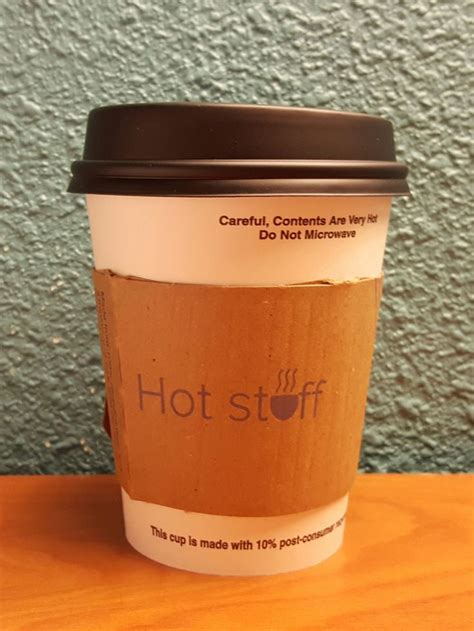 Careful, Contents Are Very Hot
Do Not Microwave
Hot stuff
This cup is made with 10% post-consumer